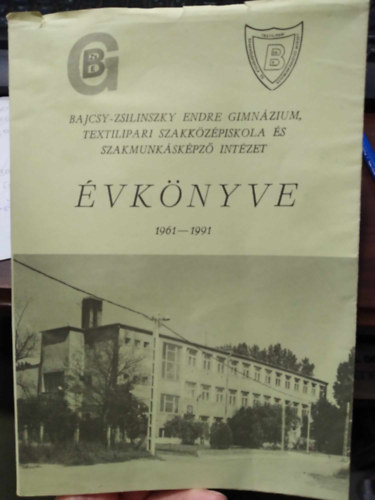 BG
B
BAJCSY-ZSILINSZKY ENDRE GIMNÁZIUM,
TEXTILIPARI SZAKKÖZÉPISKOLA ÉS
SZAKMUNKÁSKÉPZŐ INTÉZET
ÉVKÖNYVE
1961—1991